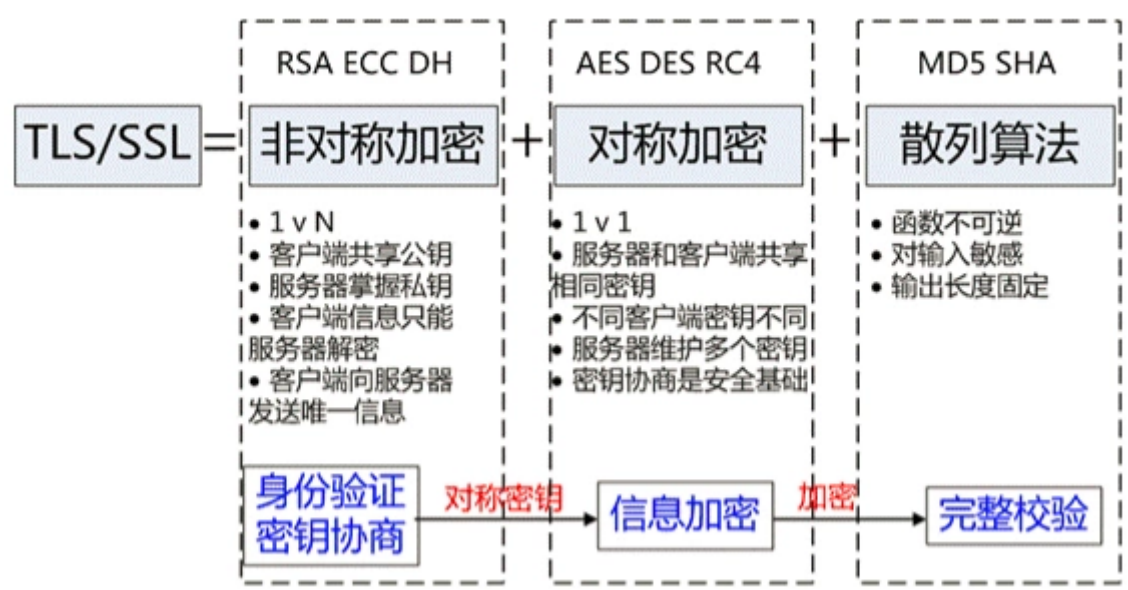 RSA ECC DH
AES DES RC4
MD5 SHA
TLS/SSL = 非对称加密 + 对称加密 + 散列算法
• 1 v N
• 客户端共享公钥
• 服务器掌握私钥
• 客户端信息只能
服务器解密
• 客户端向服务器
发送唯一信息
• 1 v 1
• 服务器和客户端共享
相同密钥
• 不同客户端密钥不同
• 服务器维护多个密钥
• 密钥协商是安全基础
• 函数不可逆
• 对输入敏感
• 输出长度固定
身份验证
密钥协商
对称密钥
信息加密
加密
完整校验